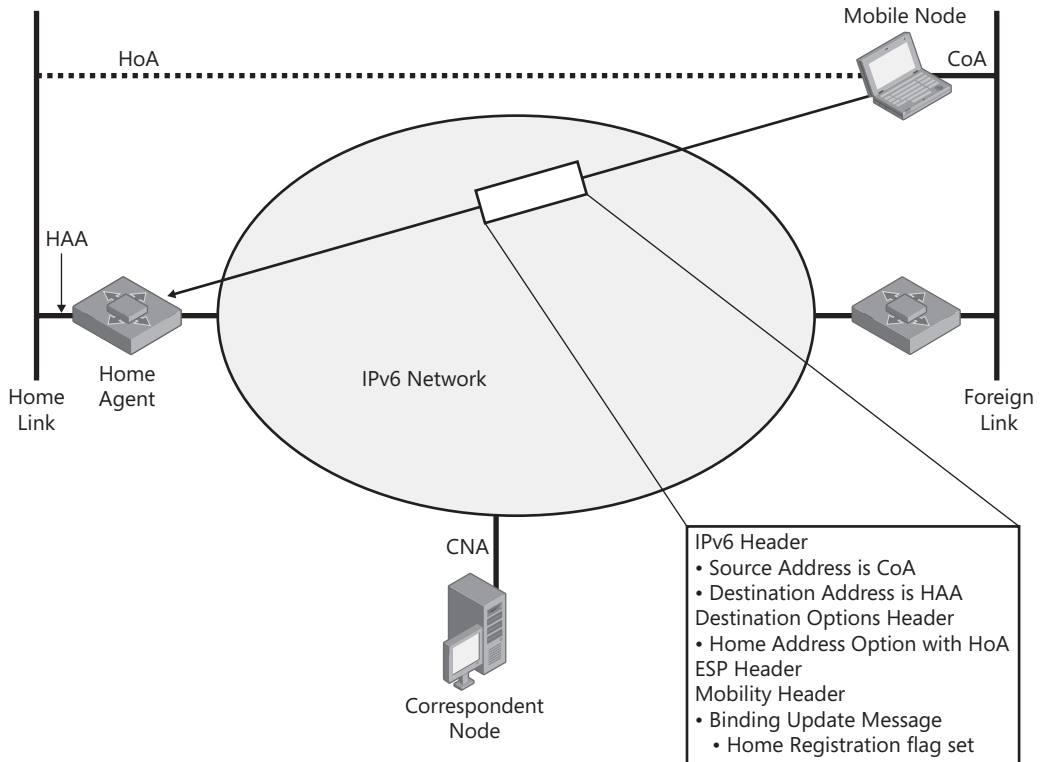 Mobile Node
HoA
CoA
HAA
Home
Agent
Home
Link
IPv6 Network
Foreign
Link
CNA
Correspondent
Node
IPv6 Header
• Source Address is CoA
• Destination Address is HAA
Destination Options Header
• Home Address Option with HoA
ESP Header
Mobility Header
• Binding Update Message
• Home Registration flag set